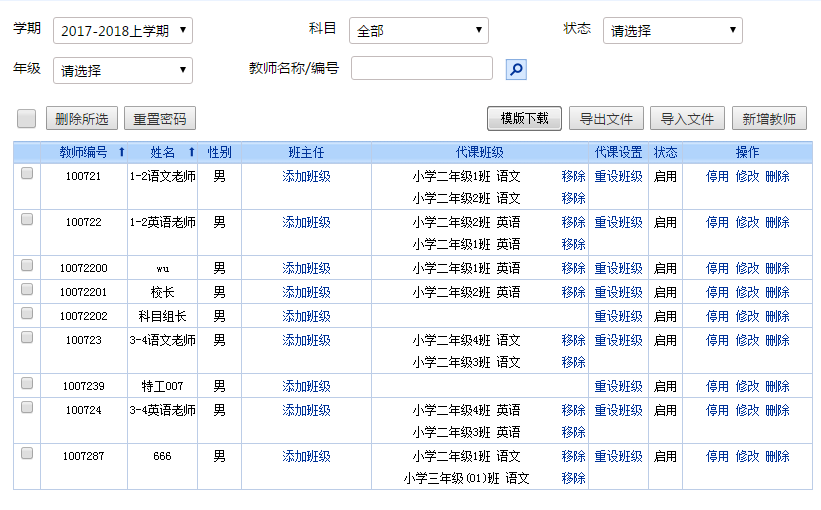 学期 2017-2018上学期 科目 全部 状态 请选择
年级 请选择 教师名称/编号
删除所选 重置密码 模版下载 导出文件 导入文件 新增教师
教师编号 ⬆ 姓名 ⬆ 性别 班主任 代课班级 代课设置 状态 操作
100721 1-2语文老师 男 添加班级 小学二年级1班 语文 移除 重设班级 启用 停用 修改 删除
小学二年级2班 语文 移除
100722 1-2英语老师 男 添加班级 小学二年级2班 英语 移除 重设班级 启用 停用 修改 删除
小学二年级1班 英语 移除
10072200 wu 男 添加班级 小学二年级1班 英语 移除 重设班级 启用 停用 修改 删除
10072201 校长 男 添加班级 小学二年级2班 英语 移除 重设班级 启用 停用 修改 删除
10072202 科目组长 男 添加班级 重设班级 启用 停用 修改 删除
100723 3-4语文老师 男 添加班级 小学二年级4班 语文 移除 重设班级 启用 停用 修改 删除
小学二年级3班 语文 移除
1007239 特工007 男 添加班级 重设班级 启用 停用 修改 删除
100724 3-4英语老师 男 添加班级 小学二年级4班 英语 移除 重设班级 启用 停用 修改 删除
小学二年级3班 英语 移除
1007287 666 男 添加班级 小学二年级1班 语文 移除 重设班级 启用 停用 修改 删除
小学三年级(01)班 语文 移除